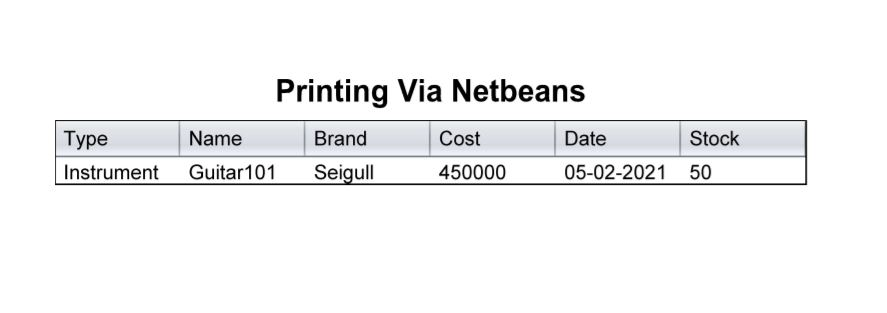 Printing Via Netbeans
Type Name Brand Cost Date Stock
Instrument Guitar101 Seigull 450000 05-02-2021 50